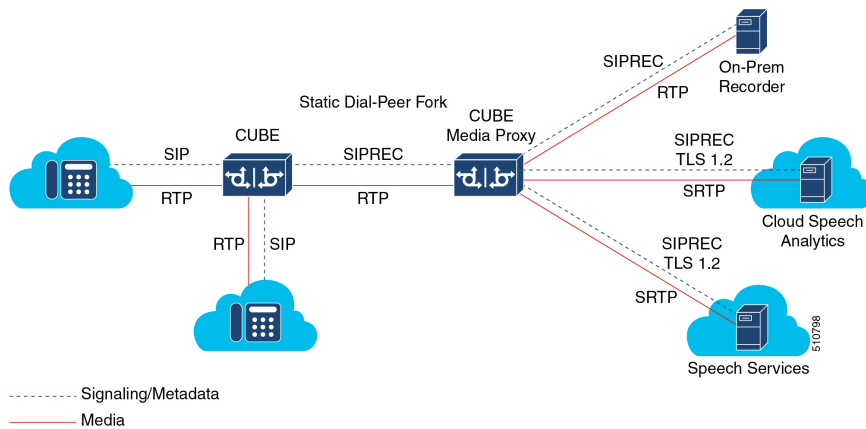 SIPREC
On-Prem
Recorder
RTP
Static Dial-Peer Fork
CUBE
CUBE
Media Proxy
SIP
SIPREC
SIPREC
TLS 1.2
RTP
RTP
SRTP
Cloud Speech
Analytics
RTP
SIP
SIPREC
TLS 1.2
SRTP
510798
Speech Services
Signaling/Metadata
Media